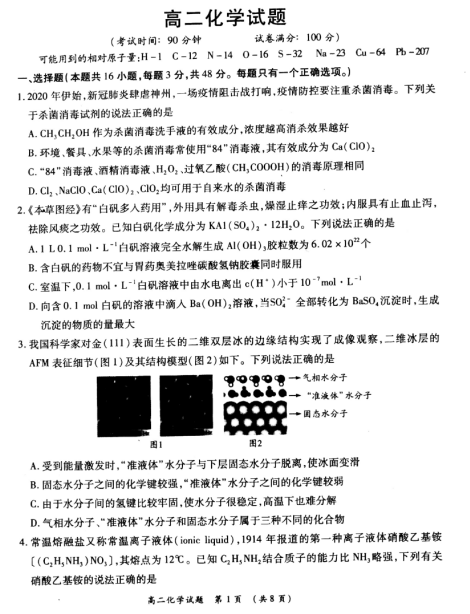 高二化学试题
(考试时间：90分钟 试卷满分：100分)
可能用到的相对原子量：H-1 C-12 N-14 O-16 S-32 Na-23 Cu-64 Pb-207
一、选择题(本题共16小题，每题3分，共48分。每题只有一个正确选项。)
1.2020年伊始，新冠肺炎肆虐神州，一场疫情阻击战打响，疫情防控要注重杀菌消毒。下列关
于杀菌消毒试剂的说法正确的是
A.CH₃CH₂OH作为杀菌消毒洗手液的有效成分，浓度越高消杀效果越好
B.环境、餐具、水果等的杀菌消毒常使用“84”消毒液，其有效成分为Ca(ClO)₂
C.“84”消毒液、酒精消毒液、H₂O₂、过氧乙酸(CH₃COOOH)的消毒原理相同
D.Cl₂、NaClO、Ca(ClO)₂、ClO₂均可用于自来水的杀菌消毒
2.《本草图经》有“白矾多入药用”，外用具有解毒杀虫，燥湿止痒之功效；内服具有止血止泻，
祛除风痰之功效。已知白矾化学成分为KAl(SO₄)₂·12H₂O。下列说法正确的是
A.1 L 0.1 mol·L⁻¹白矾溶液完全水解生成Al(OH)₃胶粒数为6.02×10²²个
B.含白矾的药物不宜与胃药奥美拉唑碳酸氢钠胶囊同时服用
C.室温下，0.1 mol·L⁻¹白矾溶液中由水电离出c(H⁺)小于10⁻⁷mol·L⁻¹
D.向含0.1 mol白矾的溶液中滴入Ba(OH)₂溶液，当SO₄²⁻全部转化为BaSO₄沉淀时，生成
沉淀的物质的量最大
3.我国科学家对金(111)表面生长的二维双层冰的边缘结构实现了成像观察，二维冰层的
AFM表征细节(图1)及其结构模型(图2)如下。下列说法正确的是
气相水分子
“准液体”水分子
固态水分子
图1 图2
A.受到能量激发时，“准液体”水分子与下层固态水分子脱离，使冰面变滑
B.固态水分子之间的化学键较强，“准液体”水分子之间的化学键较弱
C.由于水分子间的氢键比较牢固，使水分子很稳定，高温下也难分解
D.气相水分子、“准液体”水分子和固态水分子属于三种不同的化合物
4.常温熔融盐又称常温离子液体(ionic liquid)，1914年报道的第一种离子液体硝酸乙基铵
[(C₂H₅NH₃)NO₃]，其熔点为12℃。已知C₂H₅NH₂结合质子的能力比NH₃略强，下列有关
硝酸乙基铵的说法正确的是
高二化学试题 第1页 (共8页)